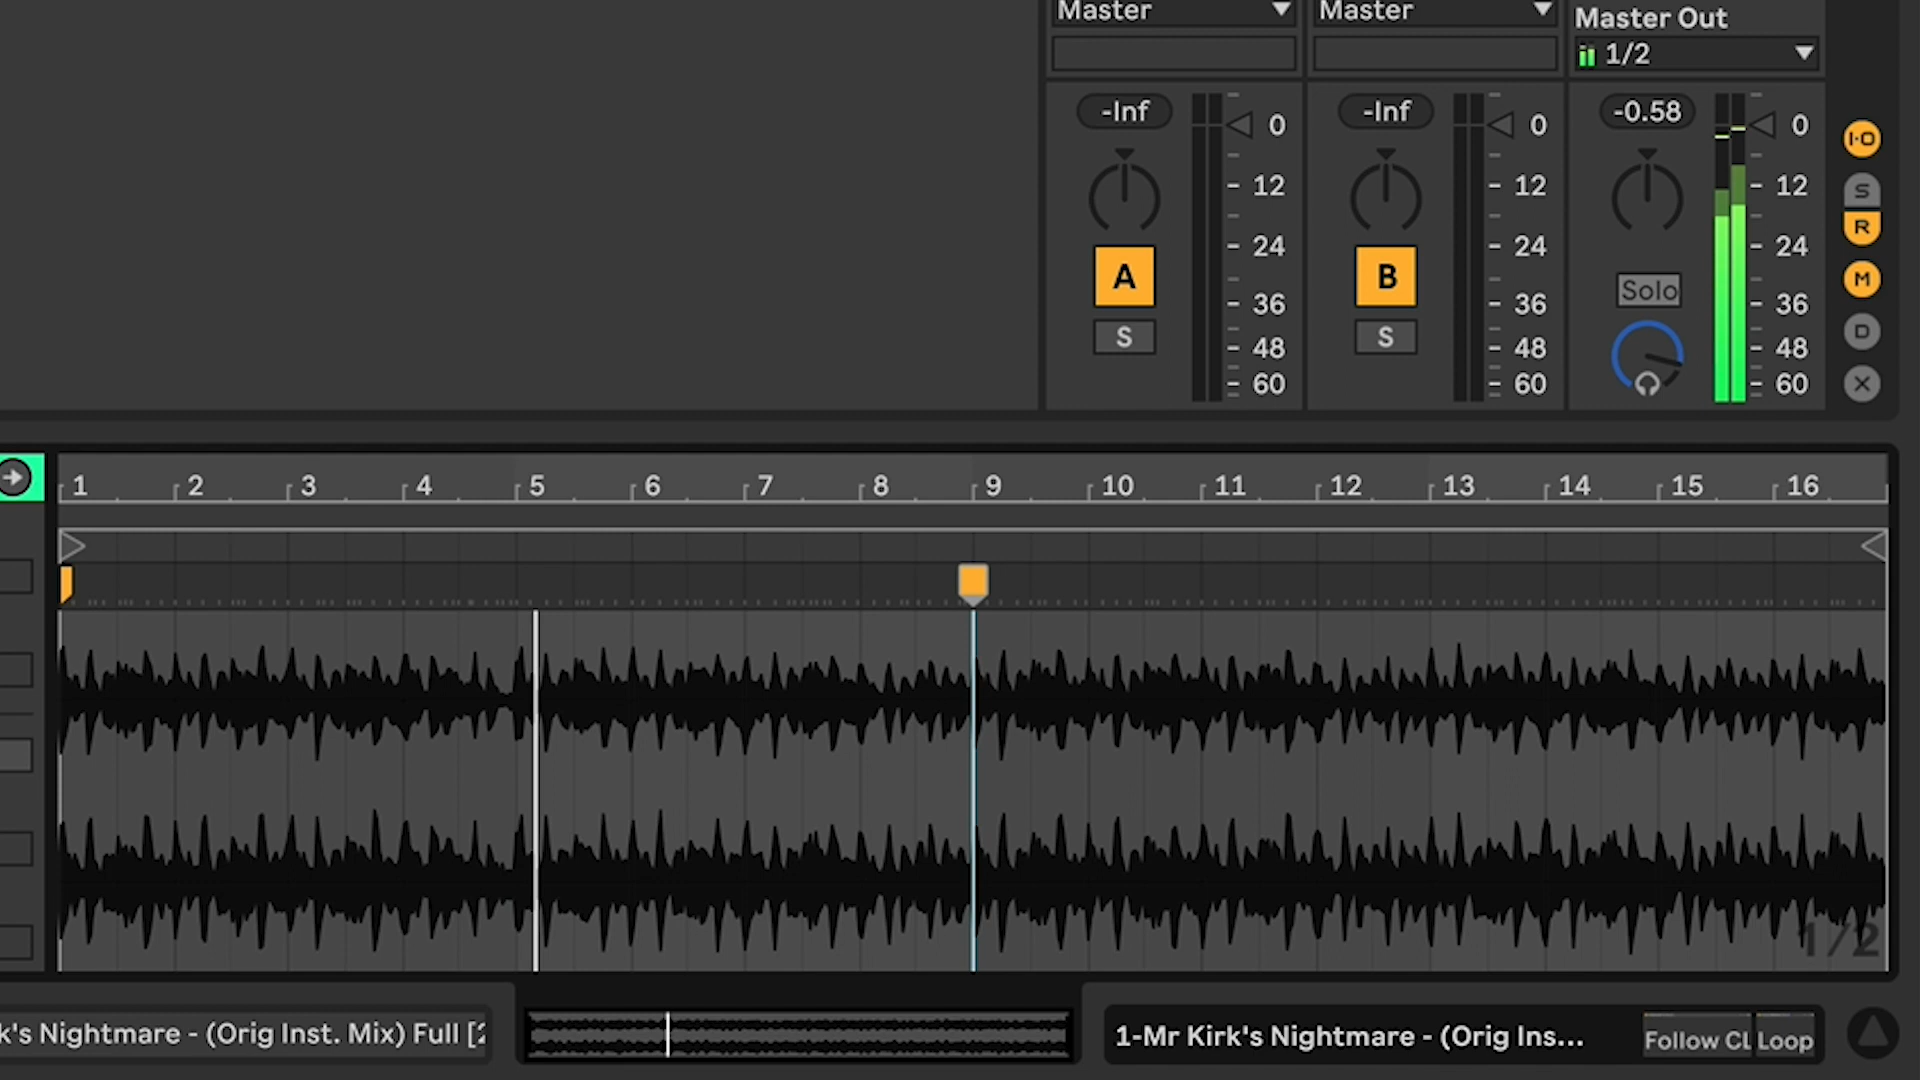 Master Master Master Out
1/2
-Inf 0 -Inf 0 -0.58 0 I·O
12 12 12 S
A 24 B 24 24 R
36 36 Solo 36 M
S 48 S 48 48 D
60 60 60
1 2 3 4 5 6 7 8 9 10 11 12 13 14 15 16
1/2
k's Nightmare - (Orig Inst. Mix) Full [2
1-Mr Kirk's Nightmare - (Orig Ins... Follow CL Loop